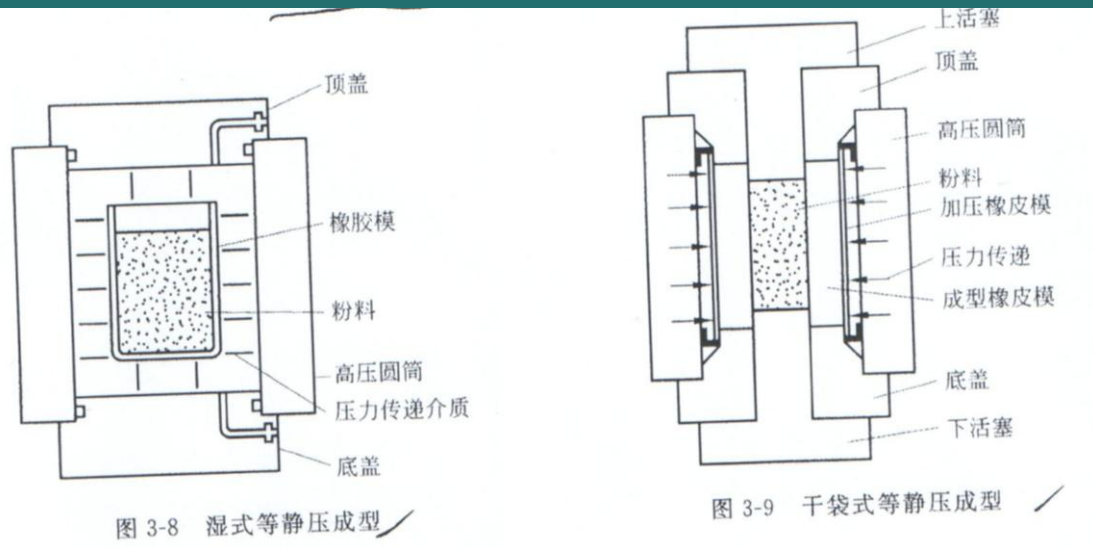 顶盖
橡胶模
粉料
高压圆筒
压力传递介质
底盖
图 3-8 湿式等静压成型
上活塞
顶盖
高压圆筒
粉料
加压橡皮模
压力传递
成型橡皮模
底盖
下活塞
图 3-9 干袋式等静压成型